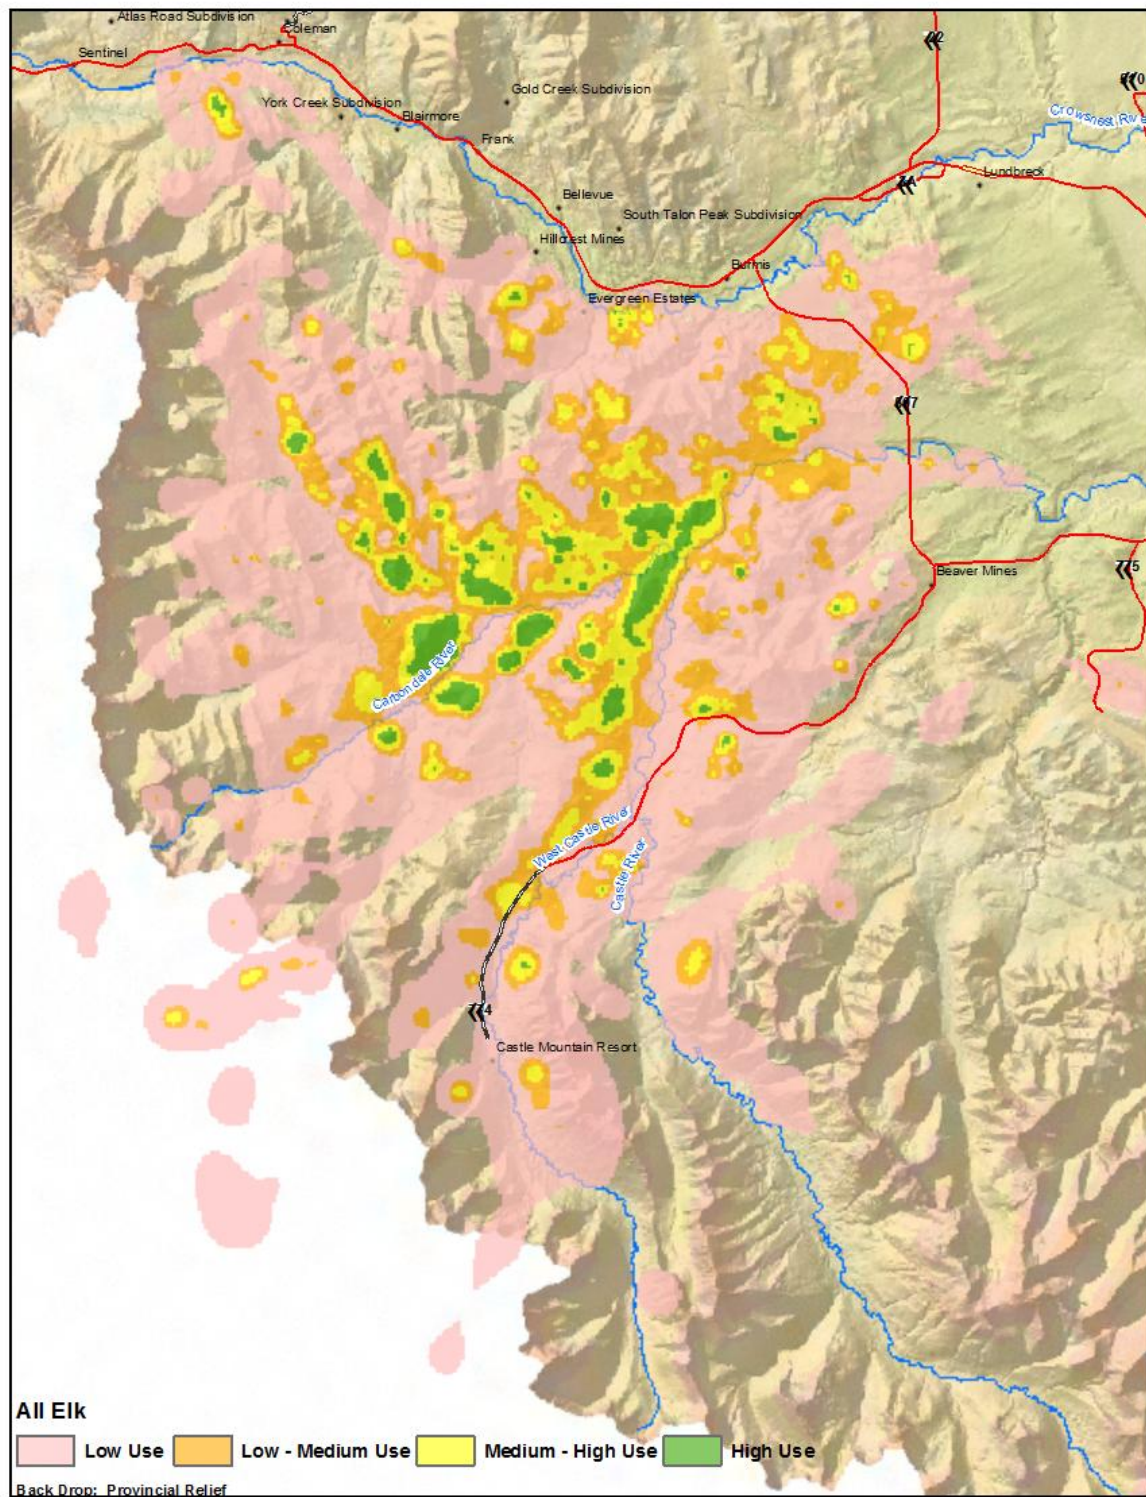 Atlas Road Subdivision
Coleman
Sentinel
22
Gold Creek Subdivision
York Creek Subdivision
Blairmore
Crowsnest River
Frank
Lundbreck
Bellevue
South Talon Peak Subdivision
Hillcrest Mines
Burmis
Evergreen Estates
Beaver Mines
775
Carbondale River
West Castle River
Castle River
Castle Mountain Resort
All Elk
Low Use
Low - Medium Use
Medium - High Use
High Use
Back Drop: Provincial Relief